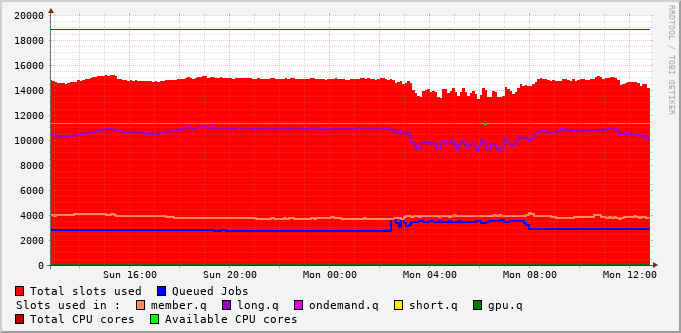 20000
18000
16000
14000
12000
10000
8000
6000
4000
2000
0
Sun 16:00 Sun 20:00 Mon 00:00 Mon 04:00 Mon 08:00 Mon 12:00
RRDTOOL / TOBI OETIKER
Total slots used Queued Jobs
Slots used in : member.q long.q ondemand.q short.q gpu.q
Total CPU cores Available CPU cores